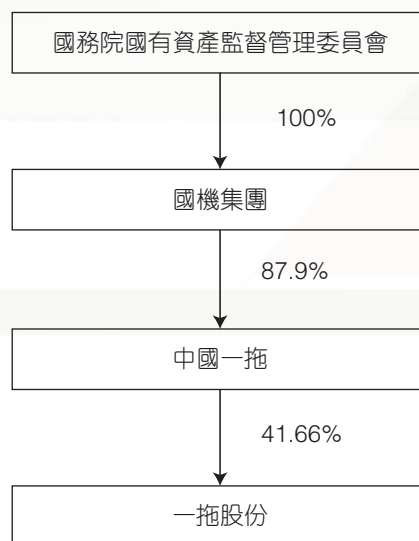 國務院國有資產監督管理委員會
100%
國機集團
87.9%
中國一拖
41.66%
一拖股份